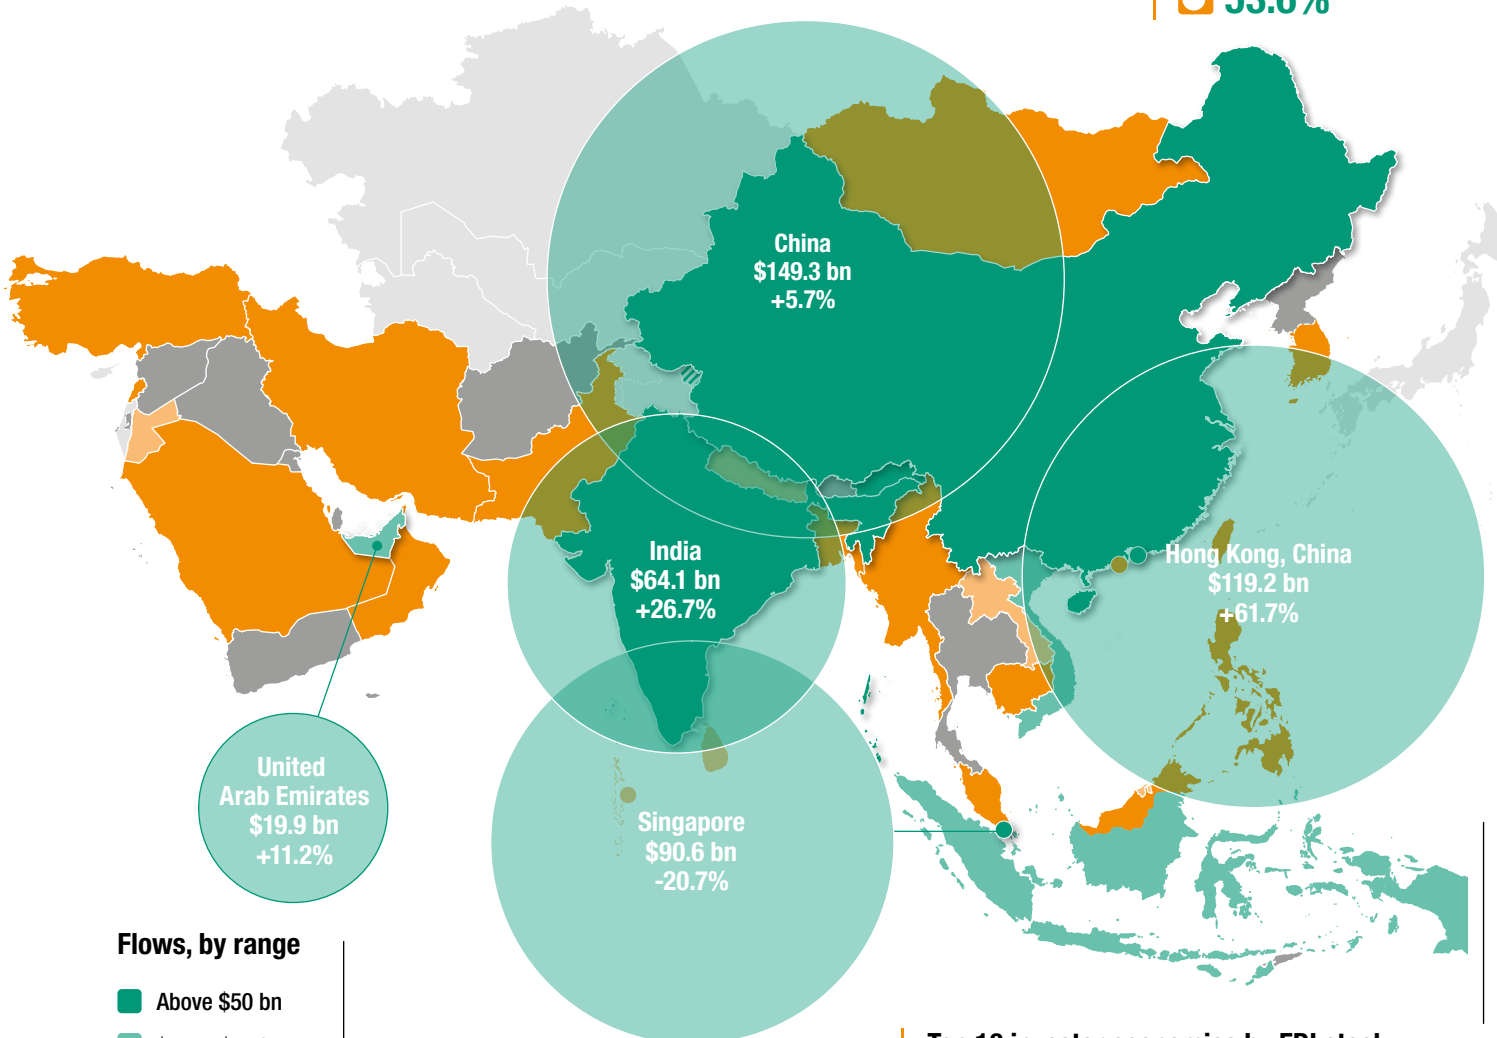 53.6%
China
$149.3 bn
+5.7%
India
$64.1 bn
+26.7%
Hong Kong, China
$119.2 bn
+61.7%
United
Arab Emirates
$19.9 bn
+11.2%
Singapore
$90.6 bn
-20.7%
Flows, by range
Above $50 bn